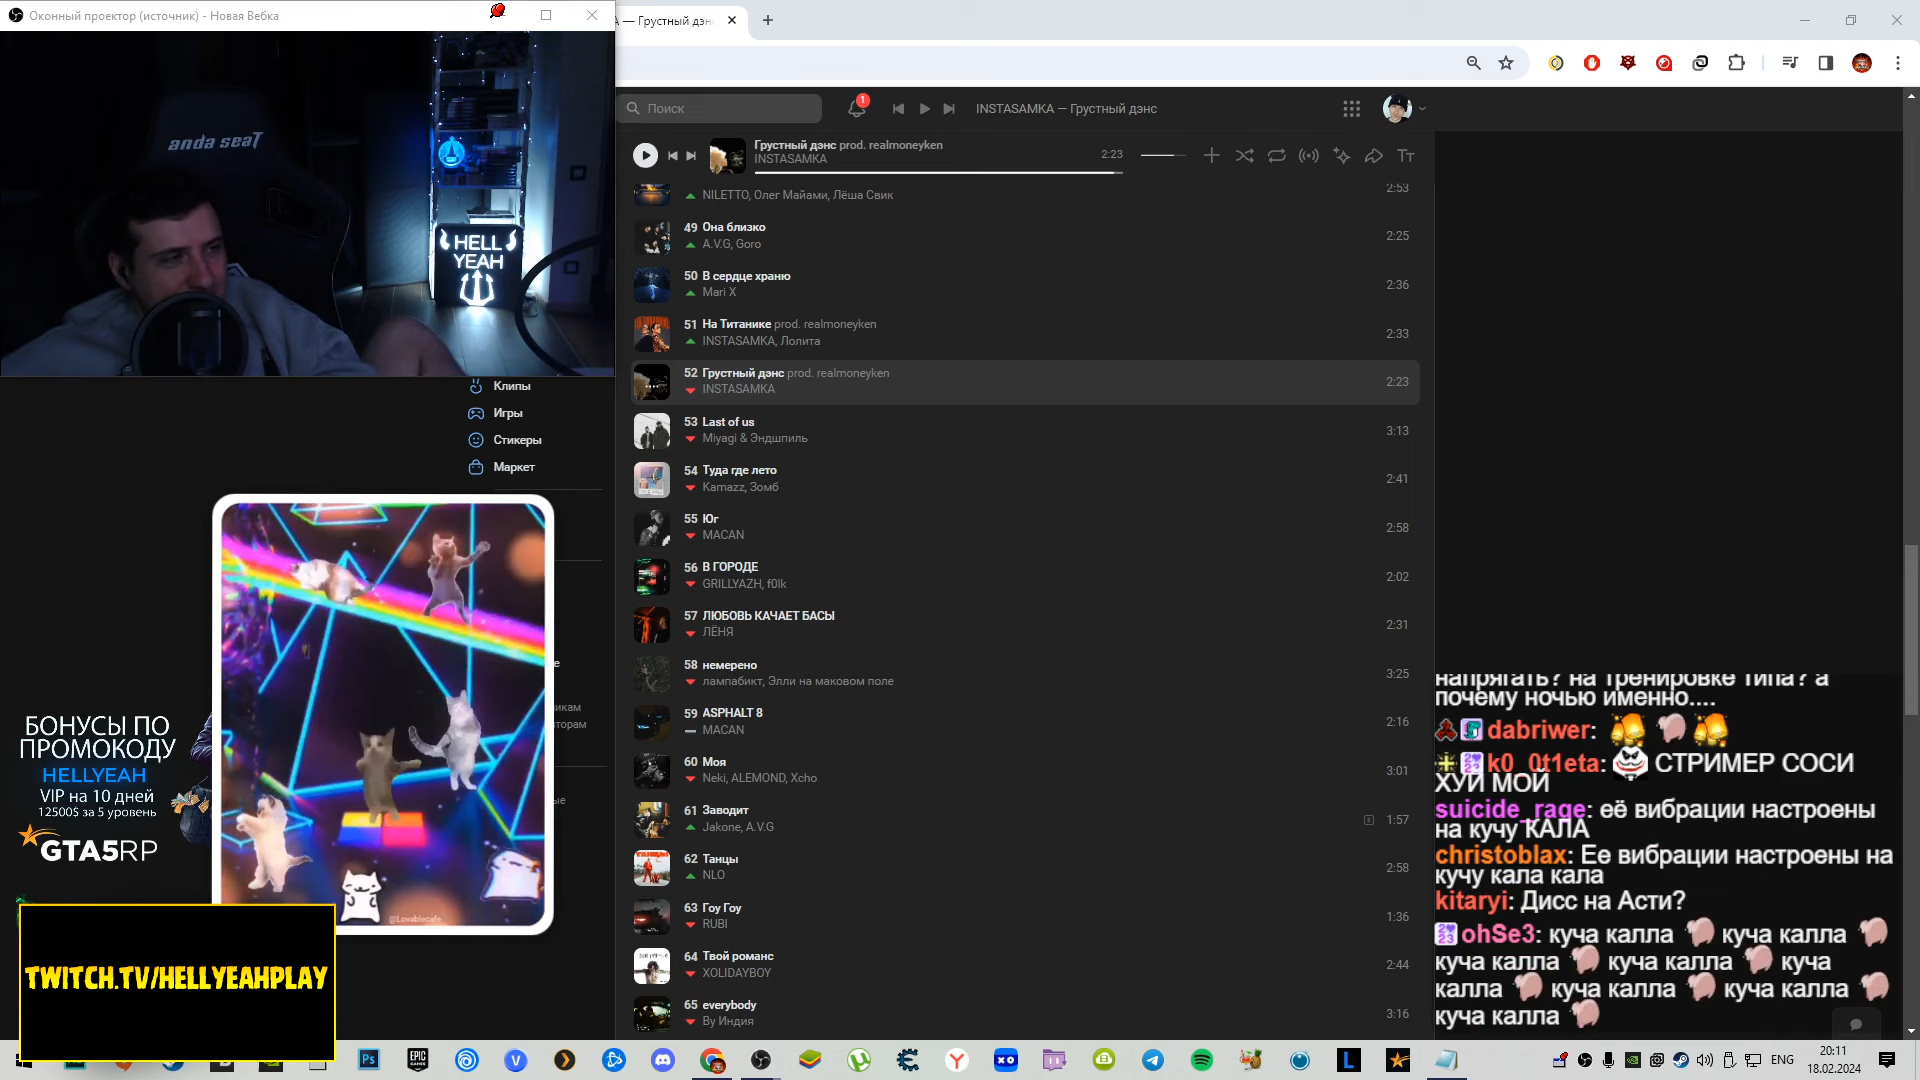 Оконный проектор (источник) - Новая Вебка
— Грустный дэнс
anda seaT
HELL
YEAH
Поиск
1
INSTASAMKA — Грустный дэнс
Грустный дэнс prod. realmoneyken
INSTASAMKA
2:23
NILETTO, Олег Майами, Лёша Свик
2:53
49 Она близко
A.V.G, Goro
2:25
50 В сердце храню
Mari X
2:36
51 На Титанике prod. realmoneyken
INSTASAMKA, Лолита
2:33
52 Грустный дэнс prod. realmoneyken
INSTASAMKA
2:23
53 Last of us
Miyagi & Эндшпиль
3:13
54 Туда где лето
Kamazz, Зомб
2:41
55 Юг
MACAN
2:58
56 В ГОРОДЕ
GRILLYAZH, f0lk
2:02
57 ЛЮБОВЬ КАЧАЕТ БАСЫ
ЛЁНЯ
2:31
58 немерено
лампабикт, Элли на маковом поле
3:25
59 ASPHALT 8
MACAN
2:16
60 Моя
Neki, ALEMOND, Xcho
3:01
61 Заводит
Jakone, A.V.G
E 1:57
62 Танцы
NLO
2:58
63 Гоу Гоу
RUBI
1:36
64 Твой романс
XOLIDAYBOY
2:44
65 everybody
By Индия
3:16
Клипы
Игры
Стикеры
Маркет
БОНУСЫ ПО
ПРОМОКОДУ
HELLYEAH
VIP на 10 дней
12500$ за 5 уровень
GTA5RP
@Lovablecafe
TWITCH.TV/HELLYEAHPLAY
напрягать? на тренировке типа? а
почему ночью именно....
dabriwer:
k0_0t1eta: СТРИМЕР СОСИ
ХУЙ МОЙ
suicide_rage: её вибрации настроены
на кучу КАЛА
christoblax: Ее вибрации настроены на
кучу кала кала
kitaryi: Дисс на Асти?
ohSe3: куча калла куча калла
куча калла куча калла куча
калла куча калла куча калла
куча калла
ENG
20:11
18.02.2024